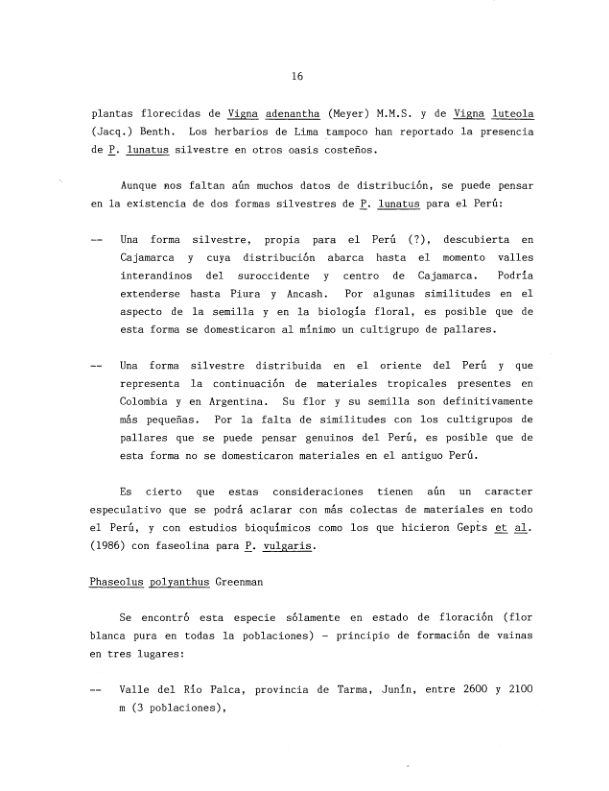 16
plantas florecidas de Vigna adenantha (Meyer) M.M.S. y de Vigna luteola
(Jacq.) Benth. Los herbarios de Lima tampoco han reportado la presencia
de P. lunatus silvestre en otros oasis costeños.
Aunque nos faltan aún muchos datos de distribución, se puede pensar
en la existencia de dos formas silvestres de P. lunatus para el Perú:
-- Una forma silvestre, propia para el Perú (?), descubierta en
Cajamarca y cuya distribución abarca hasta el momento valles
interandinos del suroccidente y centro de Cajamarca. Podría
extenderse hasta Piura y Ancash. Por algunas similitudes en el
aspecto de la semilla y en la biología floral, es posible que de
esta forma se domesticaron al mínimo un cultigrupo de pallares.
-- Una forma silvestre distribuida en el oriente del Perú y que
representa la continuación de materiales tropicales presentes en
Colombia y en Argentina. Su flor y su semilla son definitivamente
más pequeñas. Por la falta de similitudes con los cultigrupos de
pallares que se puede pensar genuinos del Perú, es posible que de
esta forma no se domesticaron materiales en el antiguo Perú.
Es cierto que estas consideraciones tienen aún un caracter
especulativo que se podrá aclarar con más colectas de materiales en todo
el Perú, y con estudios bioquímicos como los que hicieron Gepts et al.
(1986) con faseolina para P. vulgaris.
Phaseolus polyanthus Greenman
Se encontró esta especie sólamente en estado de floración (flor
blanca pura en todas la poblaciones) - principio de formación de vainas
en tres lugares:
-- Valle del Río Palca, provincia de Tarma, Junín, entre 2600 y 2100
m (3 poblaciones),